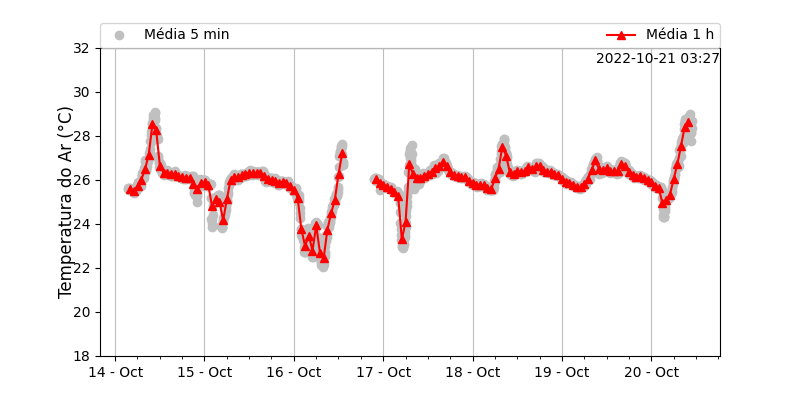 Média 5 min
Média 1 h
2022-10-21 03:27
Temperatura do Ar (°C)
32
30
28
26
24
22
20
18
14 - Oct
15 - Oct
16 - Oct
17 - Oct
18 - Oct
19 - Oct
20 - Oct